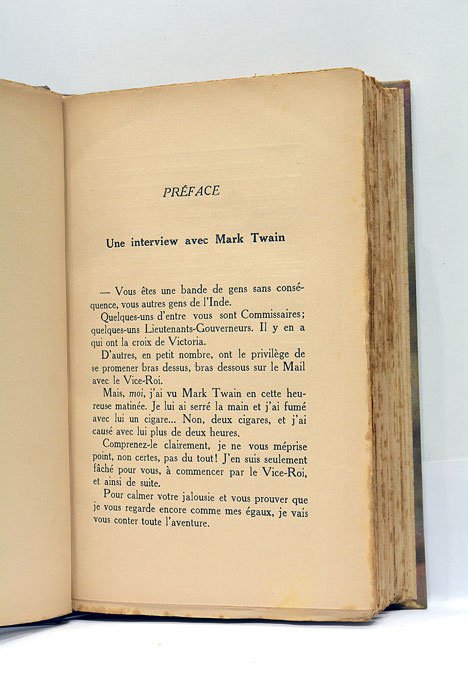 PRÉFACE
Une interview avec Mark Twain
— Vous êtes une bande de gens sans consé-
quence, vous autres gens de l'Inde.
Quelques-uns d'entre vous sont Commissaires;
quelques-uns Lieutenants-Gouverneurs. Il y en a
qui ont la croix de Victoria.
D'autres, en petit nombre, ont le privilège de
se promener bras dessus, bras dessous sur le Mail
avec le Vice-Roi.
Mais, moi, j'ai vu Mark Twain en cette heu-
reuse matinée. Je lui ai serré la main et j'ai fumé
avec lui un cigare... Non, deux cigares, et j'ai
causé avec lui plus de deux heures.
Comprenez-le clairement, je ne vous méprise
point, non certes, pas du tout! J'en suis seulement
fâché pour vous, à commencer par le Vice-Roi,
et ainsi de suite.
Pour calmer votre jalousie et vous prouver que
je vous regarde encore comme mes égaux, je vais
vous conter toute l'aventure.